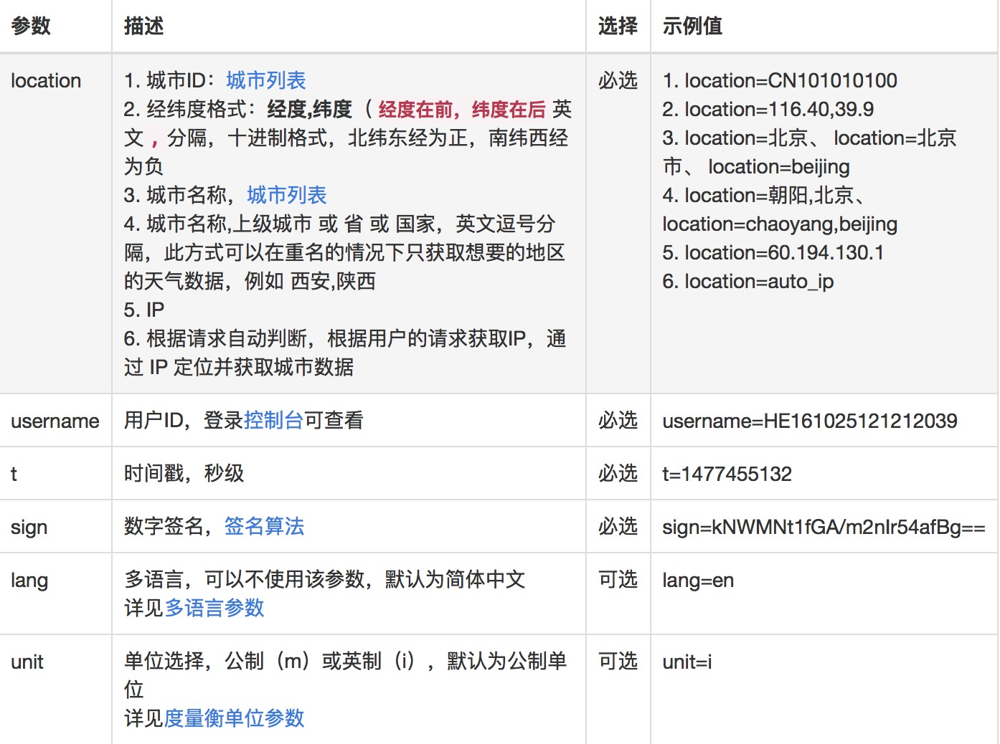 参数 描述 选择 示例值
location
1. 城市ID：城市列表
2. 经纬度格式：经度,纬度（经度在前，纬度在后 英
文 , 分隔，十进制格式，北纬东经为正，南纬西经
为负
3. 城市名称，城市列表
4. 城市名称,上级城市 或 省 或 国家，英文逗号分
隔，此方式可以在重名的情况下只获取想要的地区
的天气数据，例如 西安,陕西
5. IP
6. 根据请求自动判断，根据用户的请求获取IP，通
过 IP 定位并获取城市数据
必选
1. location=CN101010100
2. location=116.40,39.9
3. location=北京、 location=北京
市、 location=beijing
4. location=朝阳,北京、
location=chaoyang,beijing
5. location=60.194.130.1
6. location=auto_ip
username 用户ID，登录控制台可查看 必选 username=HE161025121212039
t 时间戳，秒级 必选 t=1477455132
sign 数字签名，签名算法 必选 sign=kNWMNt1fGA/m2nIr54afBg==
lang 多语言，可以不使用该参数，默认为简体中文 可选 lang=en
详见多语言参数
unit 单位选择，公制（m）或英制（i），默认为公制单 可选 unit=i
位
详见度量衡单位参数